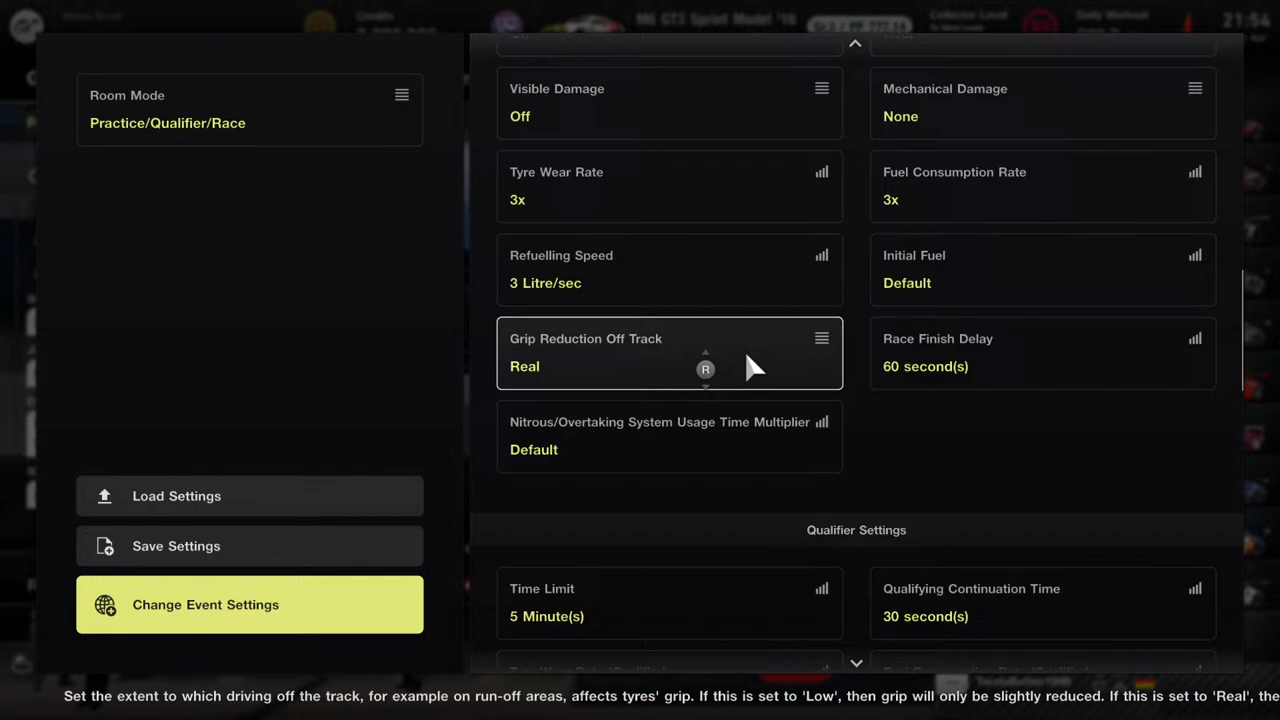 Credits
M6 GT3 Sprint Model '16
Collector Level
Daily Workout
21:54
Room Mode
Practice/Qualifier/Race
Visible Damage
Off
Mechanical Damage
None
Tyre Wear Rate
3x
Fuel Consumption Rate
3x
Refuelling Speed
3 Litre/sec
Initial Fuel
Default
Grip Reduction Off Track
Real
R
Race Finish Delay
60 second(s)
Nitrous/Overtaking System Usage Time Multiplier
Default
Load Settings
Save Settings
Change Event Settings
Qualifier Settings
Time Limit
5 Minute(s)
Qualifying Continuation Time
30 second(s)
Set the extent to which driving off the track, for example on run-off areas, affects tyres' grip. If this is set to 'Low', then grip will only be slightly reduced. If this is set to 'Real', the